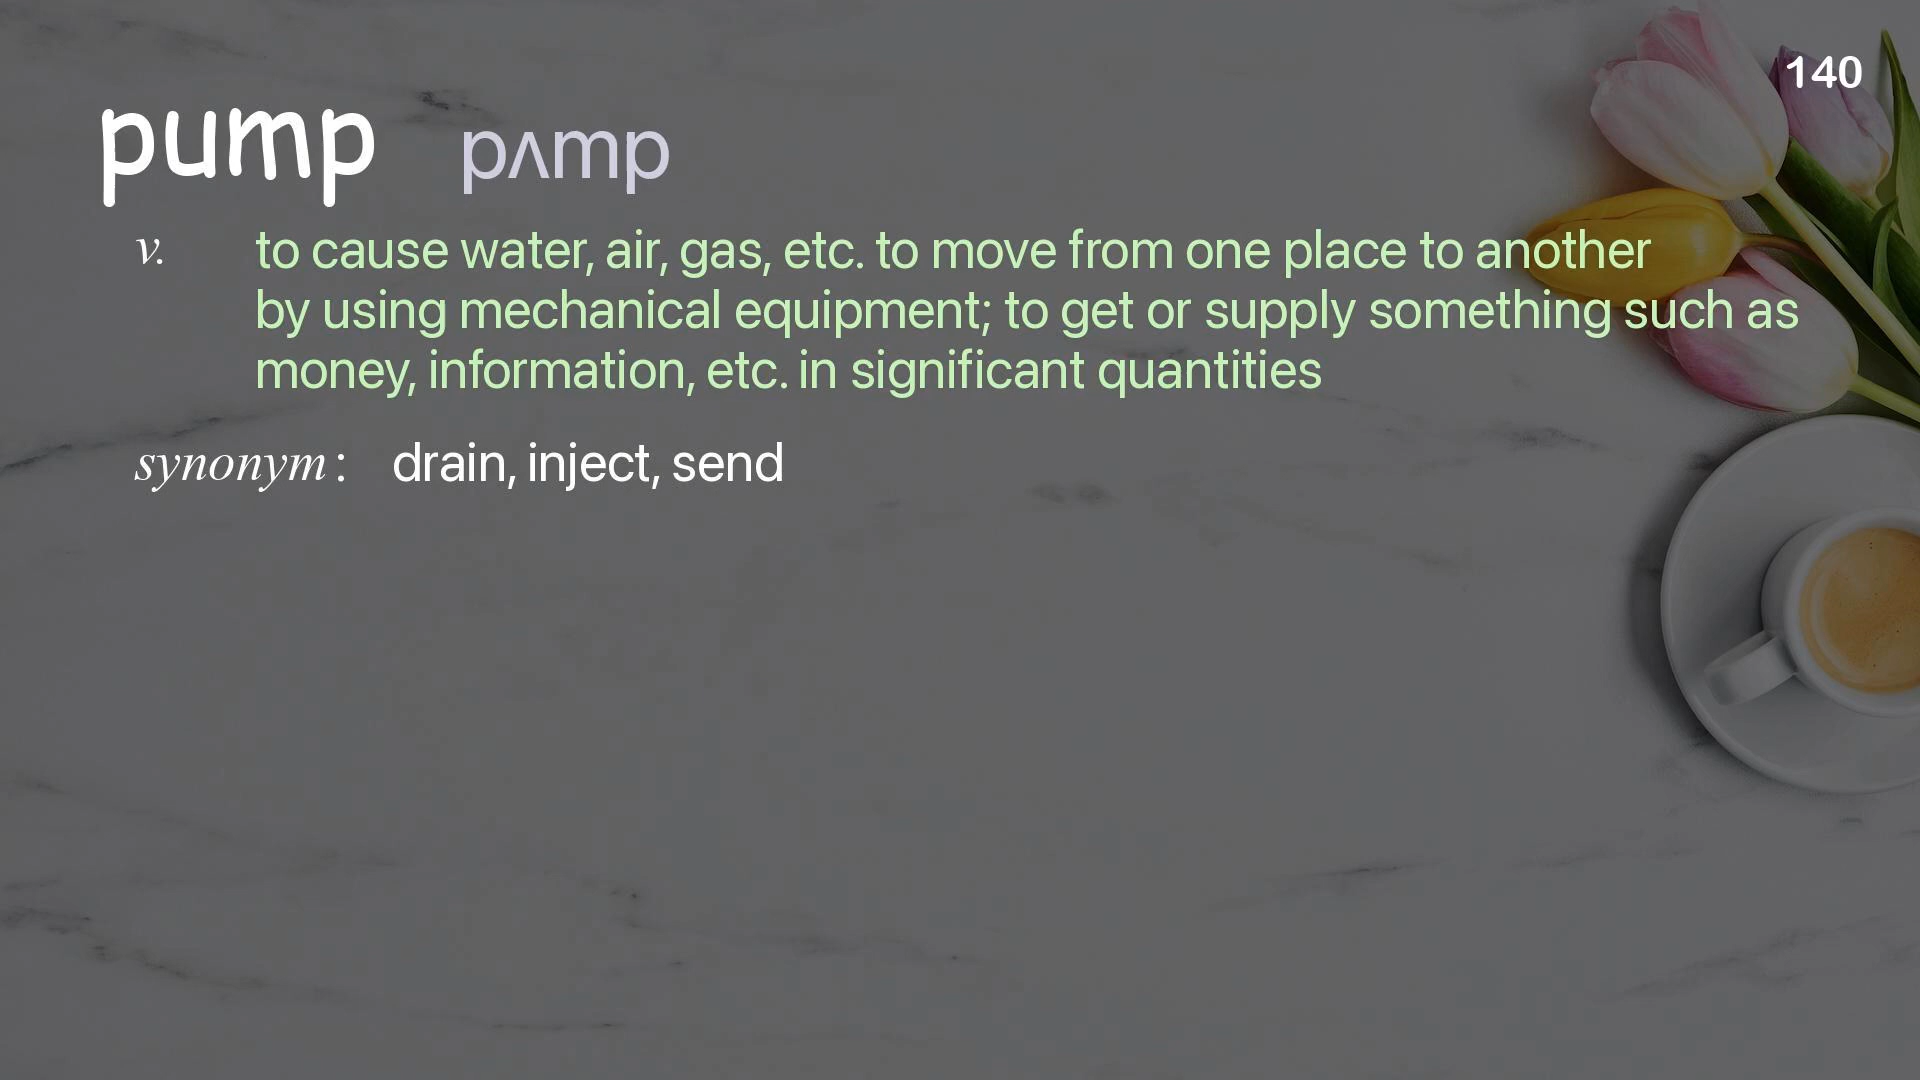 140
pump pʌmp
v. to cause water, air, gas, etc. to move from one place to another
by using mechanical equipment; to get or supply something such as
money, information, etc. in significant quantities
synonym : drain, inject, send